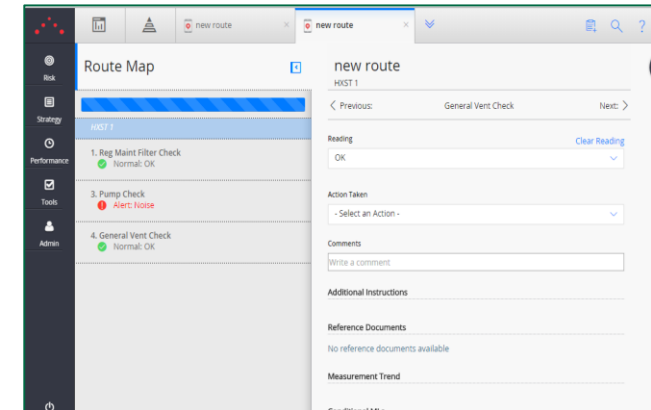 new route
new route
?
Risk
Strategy
Performance
Tools
Admin
Route Map
HXST 1
1. Reg Maint Filter Check
Normal: OK
3. Pump Check
Alert: Noise
4. General Vent Check
Normal: OK
new route
HXST 1
< Previous: General Vent Check Next: >
Reading Clear Reading
OK
Action Taken
- Select an Action -
Comments
Write a comment
Additional Instructions
Reference Documents
No reference documents available
Measurement Trend